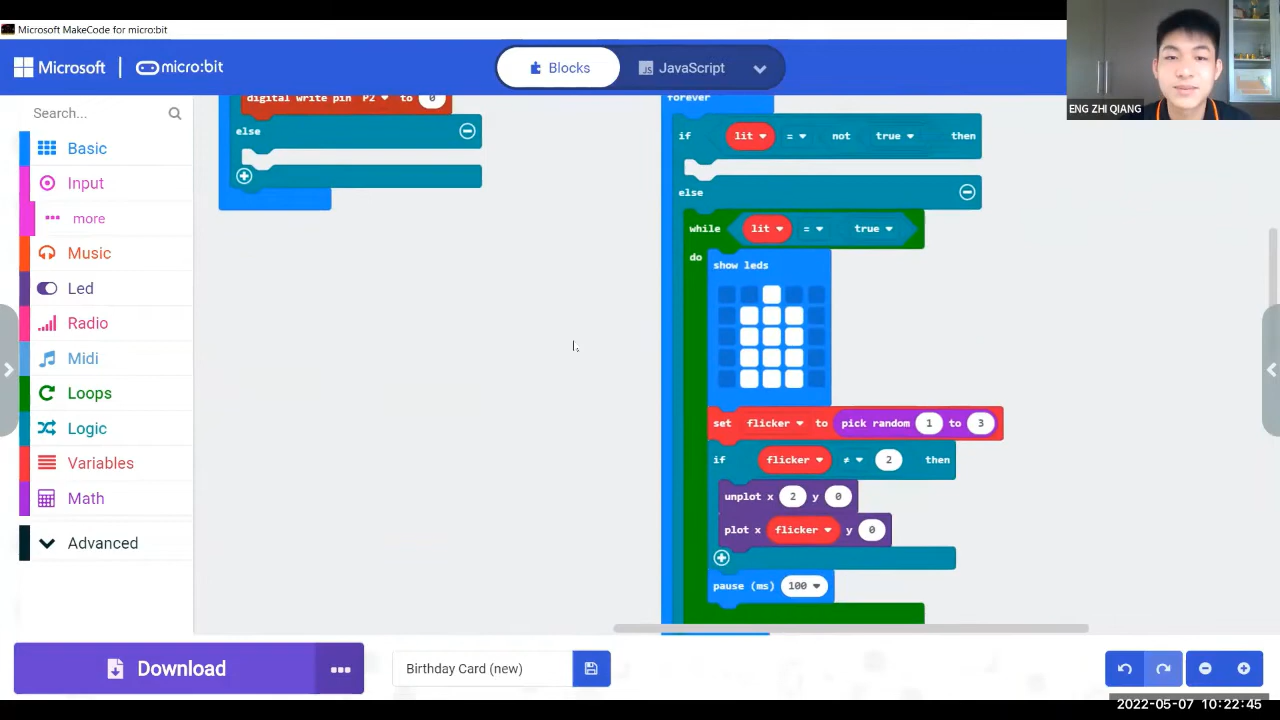 Microsoft MakeCode for micro:bit
Microsoft | micro:bit
Blocks
JavaScript
ENG ZHI QIANG
Search...
Basic
Input
more
Music
Led
Radio
Midi
Loops
Logic
Variables
Math
Advanced
digital write pin P2 to 0
else
forever
if lit = not true then
else
while lit = true
do
show leds
set flicker to pick random 1 to 3
if flicker ≠ 2 then
unplot x 2 y 0
plot x flicker y 0
pause (ms) 100
Download
Birthday Card (new)
2022-05-07 10:22:45